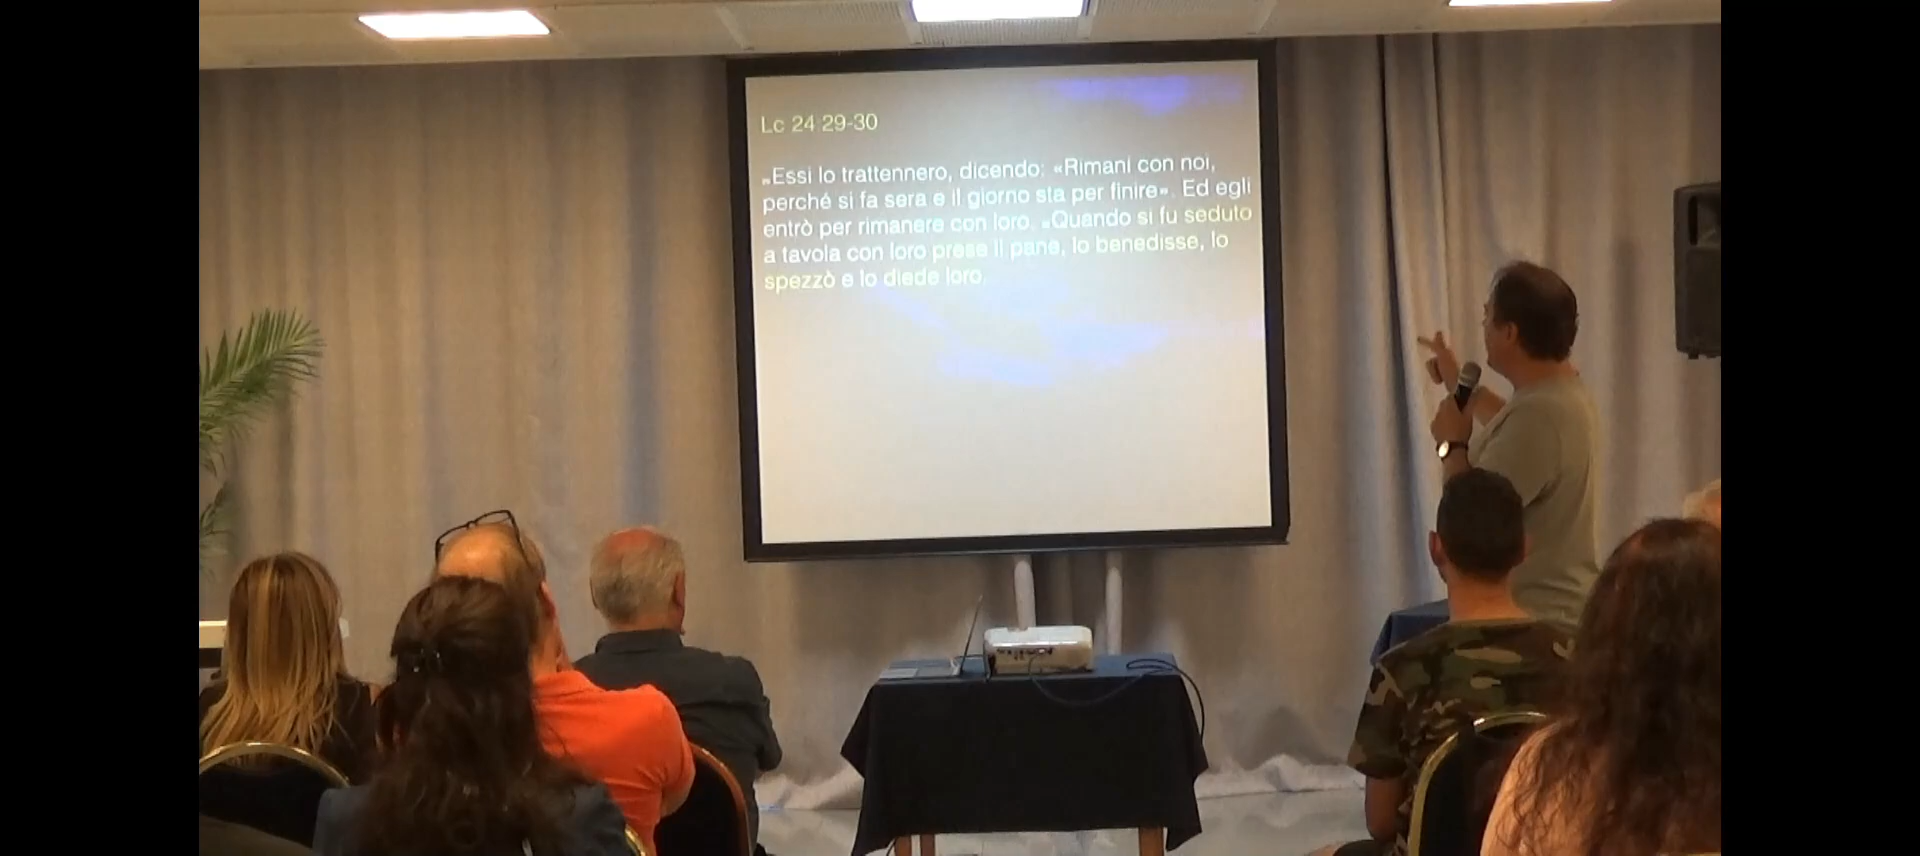 Lc 24:29-30
„Essi lo trattennero, dicendo: «Rimani con noi,
perché si fa sera e il giorno sta per finire». Ed egli
entrò per rimanere con loro. „Quando si fu seduto
a tavola con loro prese il pane, lo benedisse, lo
spezzò e lo diede loro.